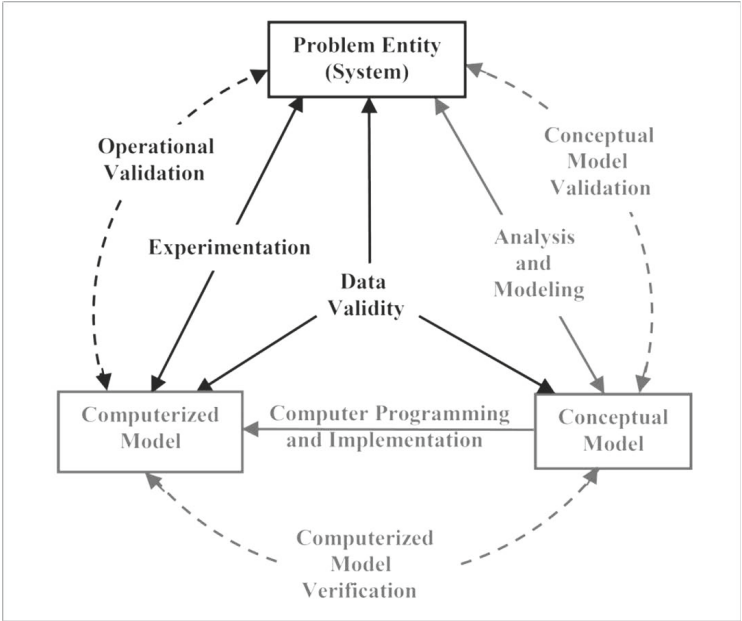 Problem Entity
(System)
Operational
Validation
Conceptual
Model
Validation
Experimentation
Analysis
and
Modeling
Data
Validity
Computerized
Model
Computer Programming
and Implementation
Conceptual
Model
Computerized
Model
Verification